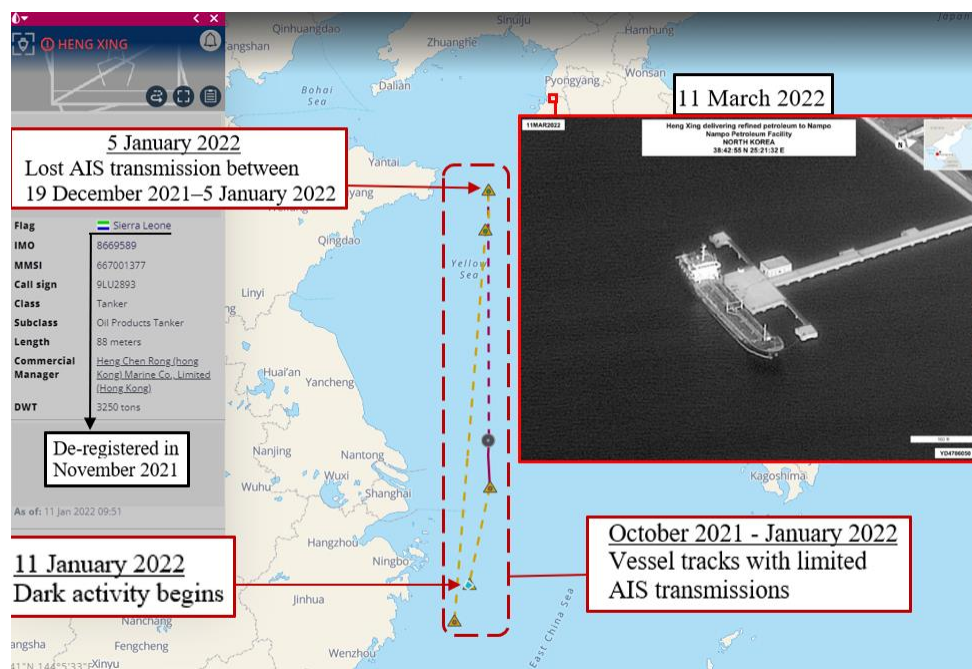 HENG XING
5 January 2022
Lost AIS transmission between
19 December 2021–5 January 2022
Flag Sierra Leone
IMO 8669589
MMSI 667001377
Call sign 9LU2893
Class Tanker
Subclass Oil Products Tanker
Length 88 meters
Commercial Heng Chen Rong (hong
Manager Kong) Marine Co., Limited
(Hong Kong)
DWT 3250 tons
De-registered in
November 2021
As of: 11 Jan 2022 09:51
11 January 2022
Dark activity begins
11 March 2022
11MAR2022
Heng Xing delivering refined petroleum to Nampo
Nampo Petroleum Facility
NORTH KOREA
38:42:55 N 25:21:32 E
N
October 2021 - January 2022
Vessel tracks with limited
AIS transmissions
Qinhuangdao
Sinuiju
Hamhung
angshan
Zhuanghe
Pyongyang
Wonsan
Dalian
Bohai
Sea
Yantai
yang
Qingdao
Yellow
Sea
Linyi
ng
Huai'an
Yancheng
Nanjing
Nantong
Wuxi
Wuhu
Shanghai
Kagoshima
Hangzhou
Ningbo
Jinhua
Nanchang
East China Sea
angsha
Fengcheng
Wenzhou
Xinyu